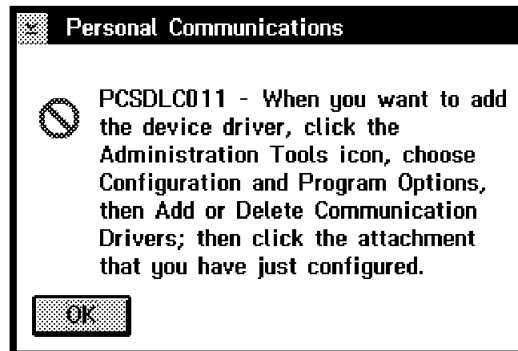 Personal Communications
PCSDLC011 - When you want to add
the device driver, click the
Administration Tools icon, choose
Configuration and Program Options,
then Add or Delete Communication
Drivers; then click the attachment
that you have just configured.
OK